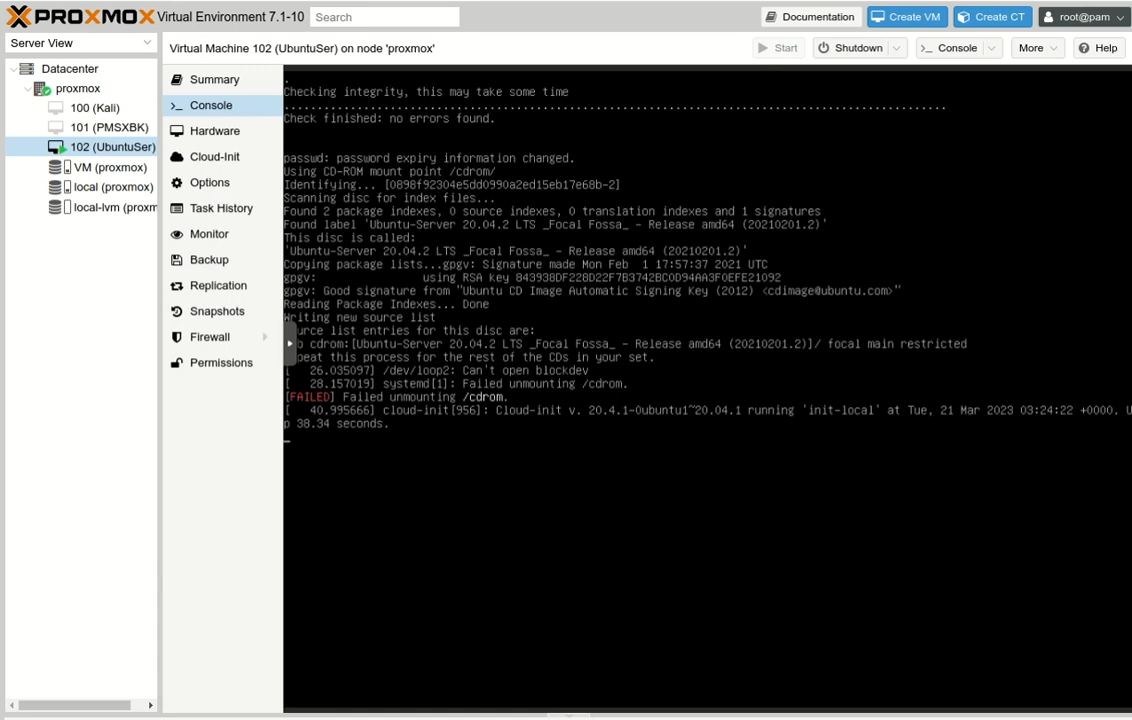 PROXMOX Virtual Environment 7.1-10 Search Documentation Create VM Create CT root@pam
Server View
Virtual Machine 102 (UbuntuSer) on node 'proxmox' Start Shutdown Console More Help
Datacenter
proxmox
100 (Kali)
101 (PMSXBK)
102 (UbuntuSer)
VM (proxmox)
local (proxmox)
local-lvm (proxm
Summary
Console
Hardware
Cloud-Init
Options
Task History
Monitor
Backup
Replication
Snapshots
Firewall
Permissions
.
Checking integrity, this may take some time
Check finished: no errors found.
passwd: password expiry information changed.
Using CD-ROM mount point /cdrom/
Identifying... [0898f92304e5dd0990a2ed15eb17e68b-2]
Scanning disc for index files...
Found 2 package indexes, 0 source indexes, 0 translation indexes and 1 signatures
Found label 'Ubuntu-Server 20.04.2 LTS _Focal Fossa_ - Release amd64 (20210201.2)'
This disc is called:
'Ubuntu-Server 20.04.2 LTS _Focal Fossa_ - Release amd64 (20210201.2)'
Copying package lists...gpgv: Signature made Mon Feb  1 17:57:37 2021 UTC
gpgv:                using RSA key 843938DF228D22F7B3742BC0D94AA3F0EFE21092
gpgv: Good signature from "Ubuntu CD Image Automatic Signing Key (2012) <cdimage@ubuntu.com>"
Reading Package Indexes... Done
Writing new source list
urce list entries for this disc are:
b cdrom:[Ubuntu-Server 20.04.2 LTS _Focal Fossa_ - Release amd64 (20210201.2)]/ focal main restricted
peat this process for the rest of the CDs in your set.
[   26.035097] /dev/loop2: Can't open blockdev
[   28.157019] systemd[1]: Failed unmounting /cdrom.
[FAILED] Failed unmounting /cdrom.
[   40.995666] cloud-init[956]: Cloud-init v. 20.4.1-0ubuntu1~20.04.1 running 'init-local' at Tue, 21 Mar 2023 03:24:22 +0000. U
p 38.34 seconds.